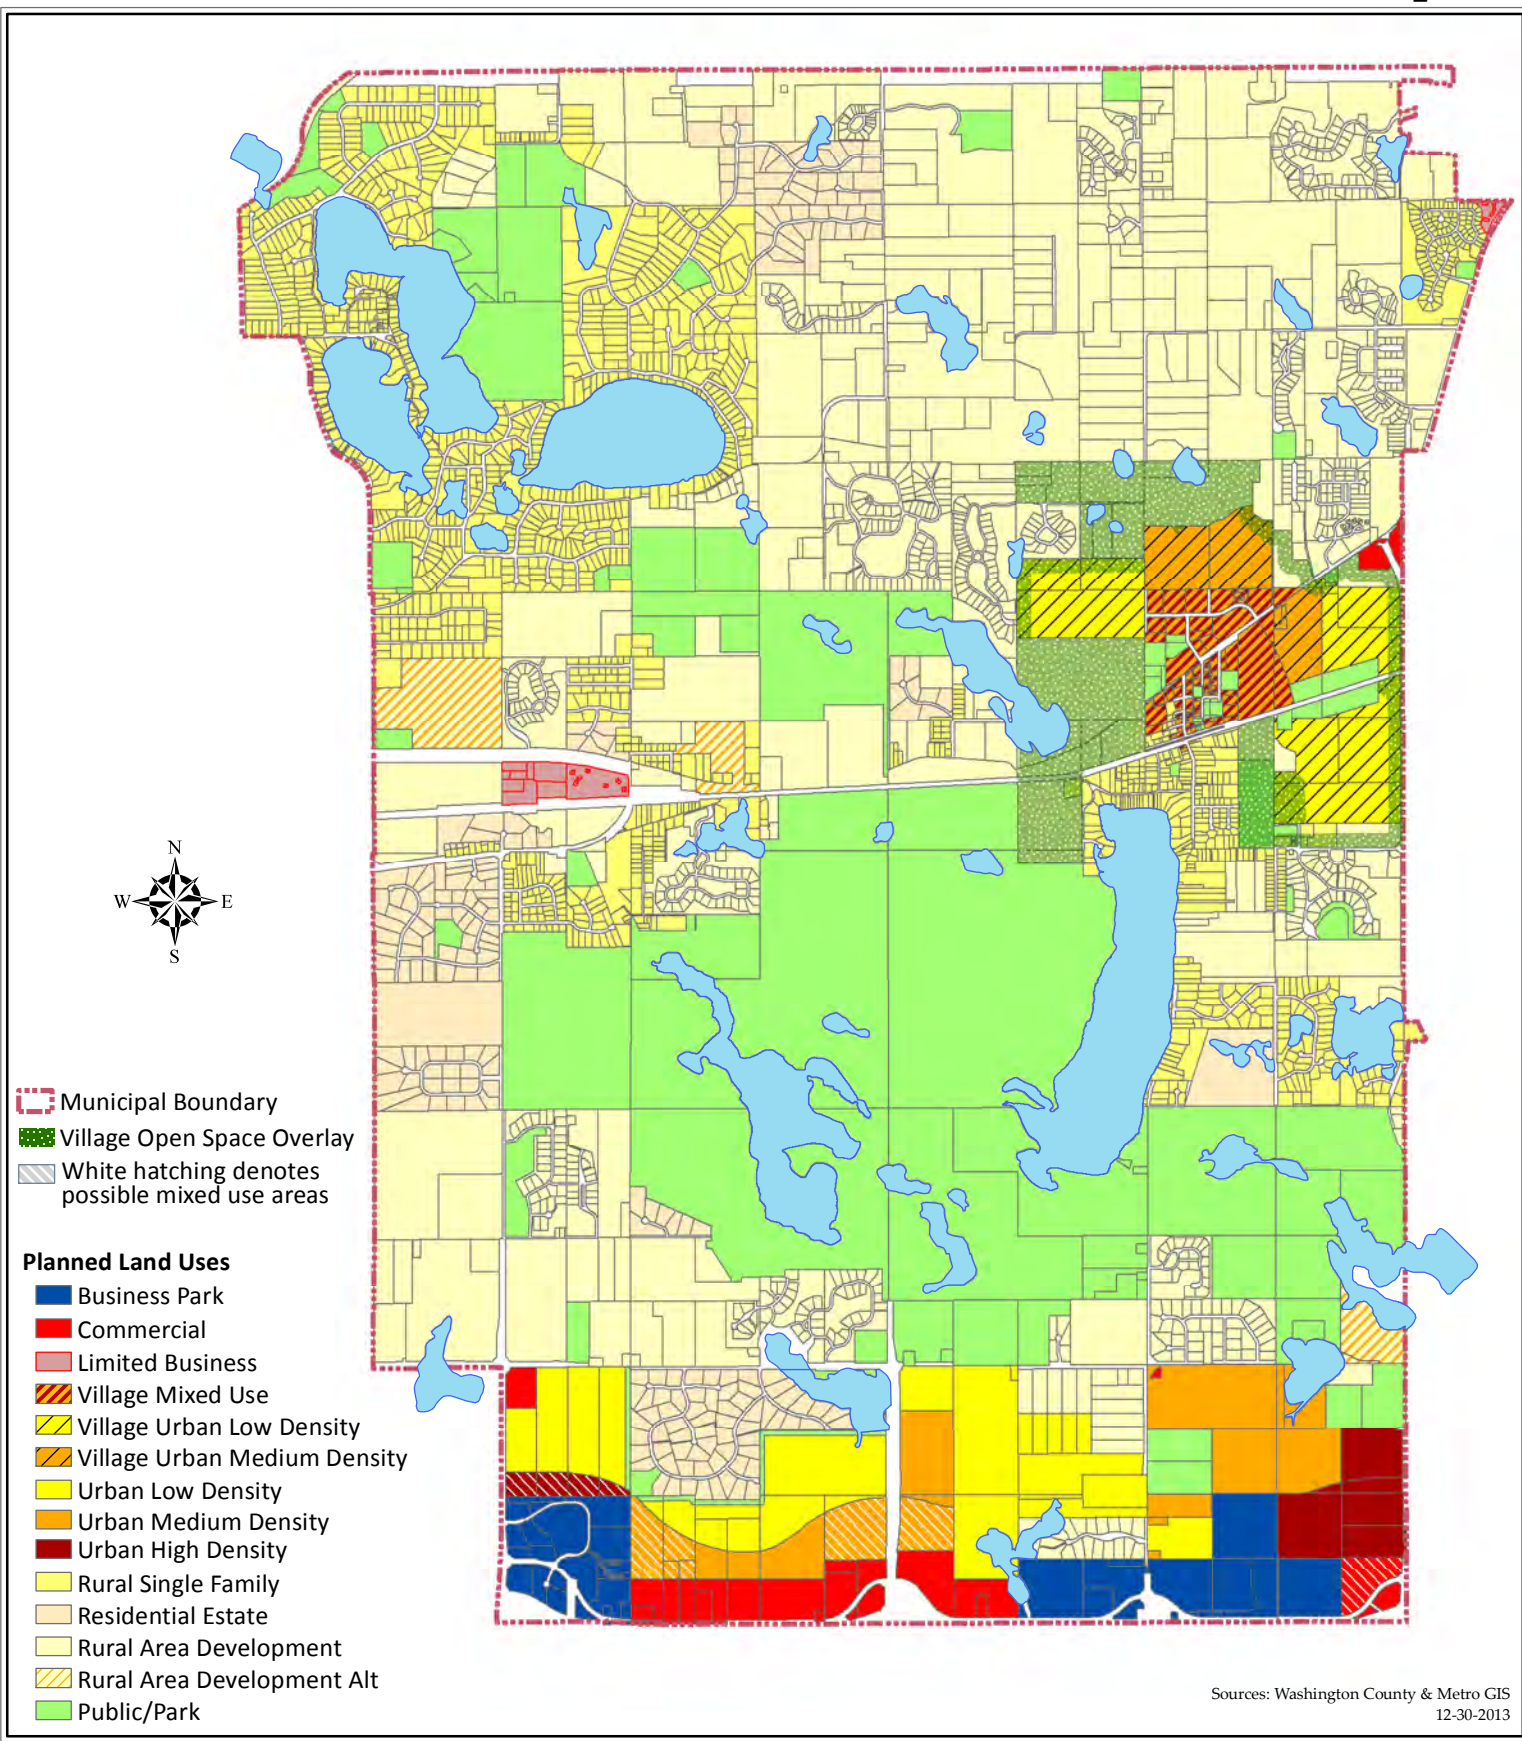 N
W E
S
Municipal Boundary
Village Open Space Overlay
White hatching denotes
possible mixed use areas
Planned Land Uses
Business Park
Commercial
Limited Business
Village Mixed Use
Village Urban Low Density
Village Urban Medium Density
Urban Low Density
Urban Medium Density
Urban High Density
Rural Single Family
Residential Estate
Rural Area Development
Rural Area Development Alt
Public/Park
Sources: Washington County & Metro GIS
12-30-2013